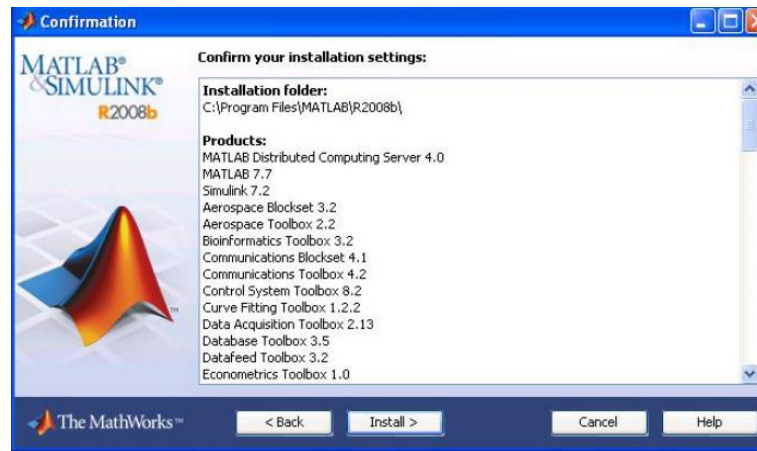 Confirmation
MATLAB®
&SIMULINK®
R2008b
Confirm your installation settings:
Installation folder:
C:\Program Files\MATLAB\R2008b\
Products:
MATLAB Distributed Computing Server 4.0
MATLAB 7.7
Simulink 7.2
Aerospace Blockset 3.2
Aerospace Toolbox 2.2
Bioinformatics Toolbox 3.2
Communications Blockset 4.1
Communications Toolbox 4.2
Control System Toolbox 8.2
Curve Fitting Toolbox 1.2.2
Data Acquisition Toolbox 2.13
Database Toolbox 3.5
Datafeed Toolbox 3.2
Econometrics Toolbox 1.0
™
The MathWorks™
< Back
Install >
Cancel
Help